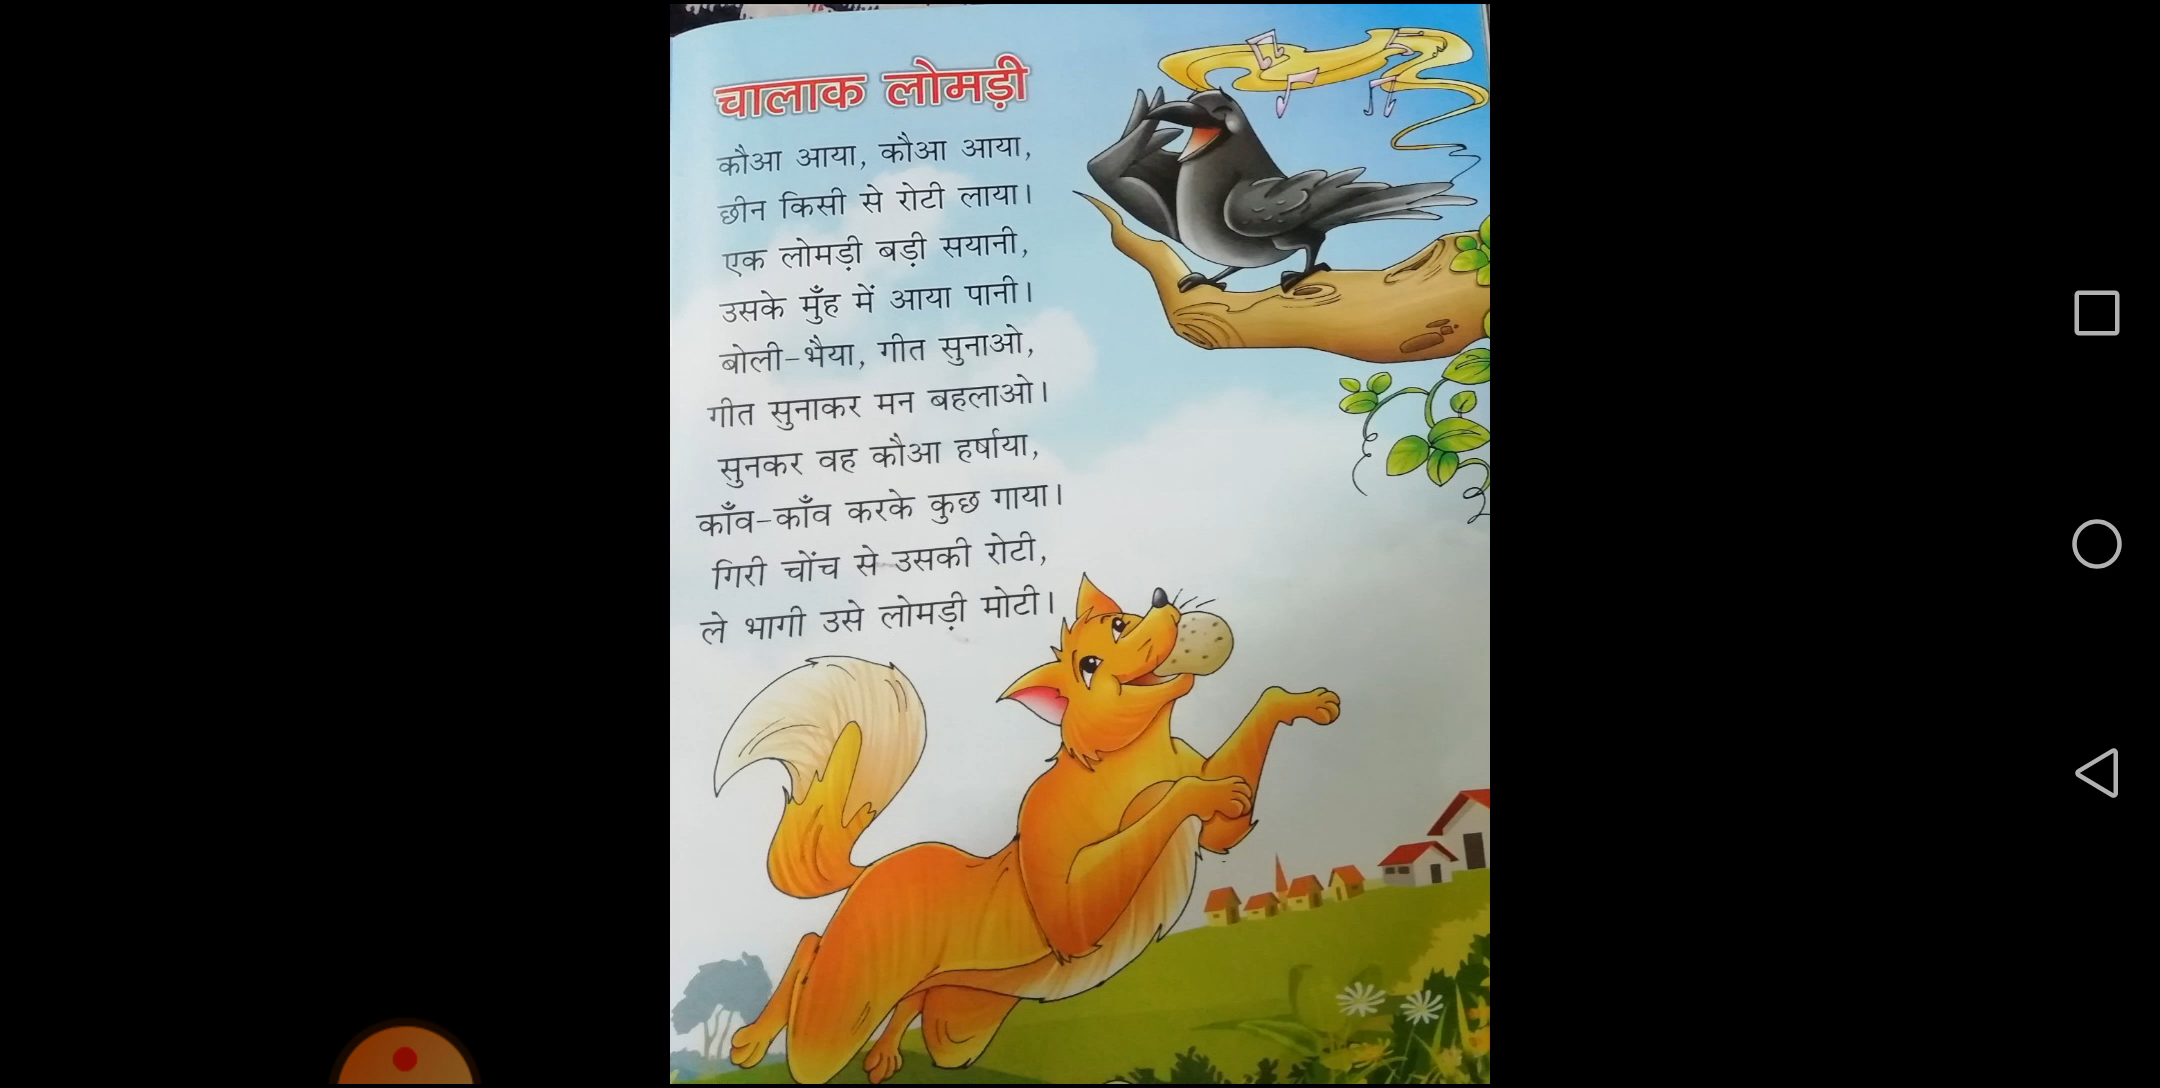 चालाक लोमड़ी
कौआ आया, कौआ आया,
छीन किसी से रोटी लाया।
एक लोमड़ी बड़ी सयानी,
उसके मुँह में आया पानी।
बोली-भैया, गीत सुनाओ,
गीत सुनाकर मन बहलाओ।
सुनकर वह कौआ हर्षाया,
काँव-काँव करके कुछ गाया।
गिरी चोंच से उसकी रोटी,
ले भागी उसे लोमड़ी मोटी।